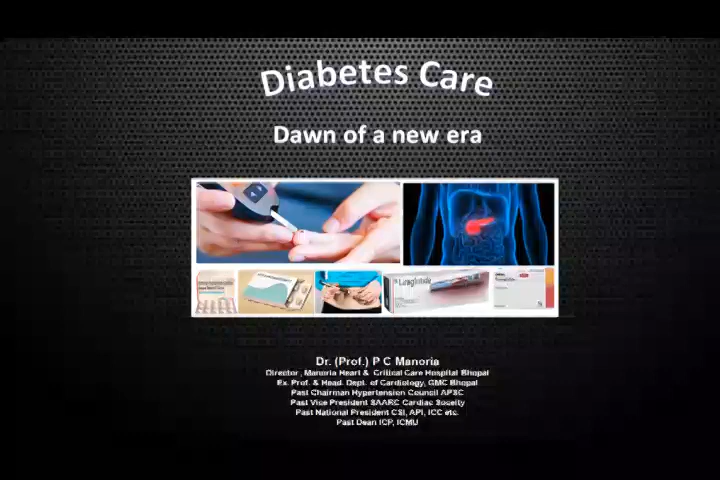 Diabetes Care
Dawn of a new era
Liraglutide
Dr. (Prof.) P C Manoria
Director , Manoria Heart & Critical Care Hospital Bhopal
Ex. Prof. & Head. Dept. of Cardiology, GMC Bhopal
Past Chairman Hypertension Council APSC
Past Vice President SAARC Cardiac Soceity
Past National President CSI, API, ICC etc.
Past Dean ICP, ICMU